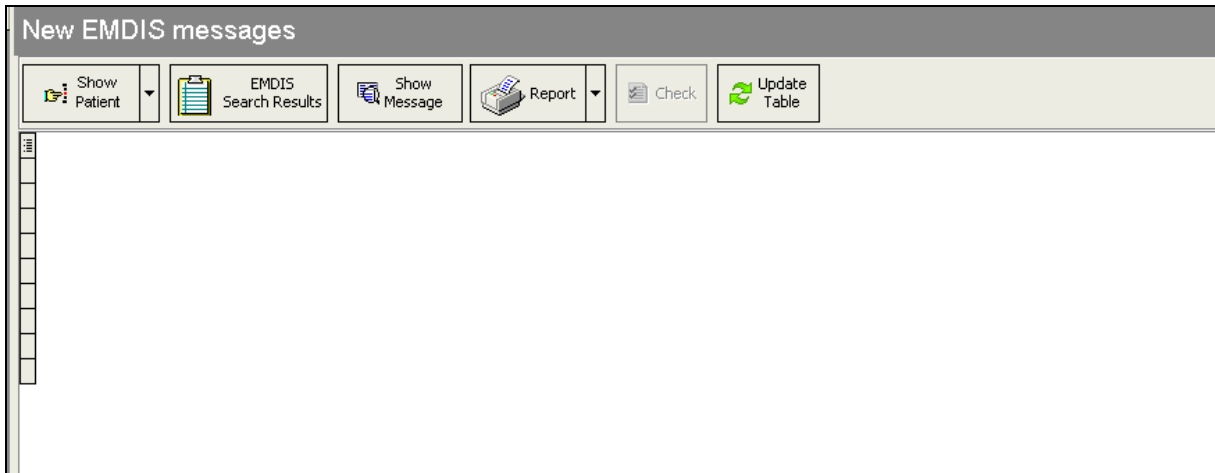 New EMDIS messages
Show
Patient
EMDIS
Search Results
Show
Message
Report
Check
Update
Table